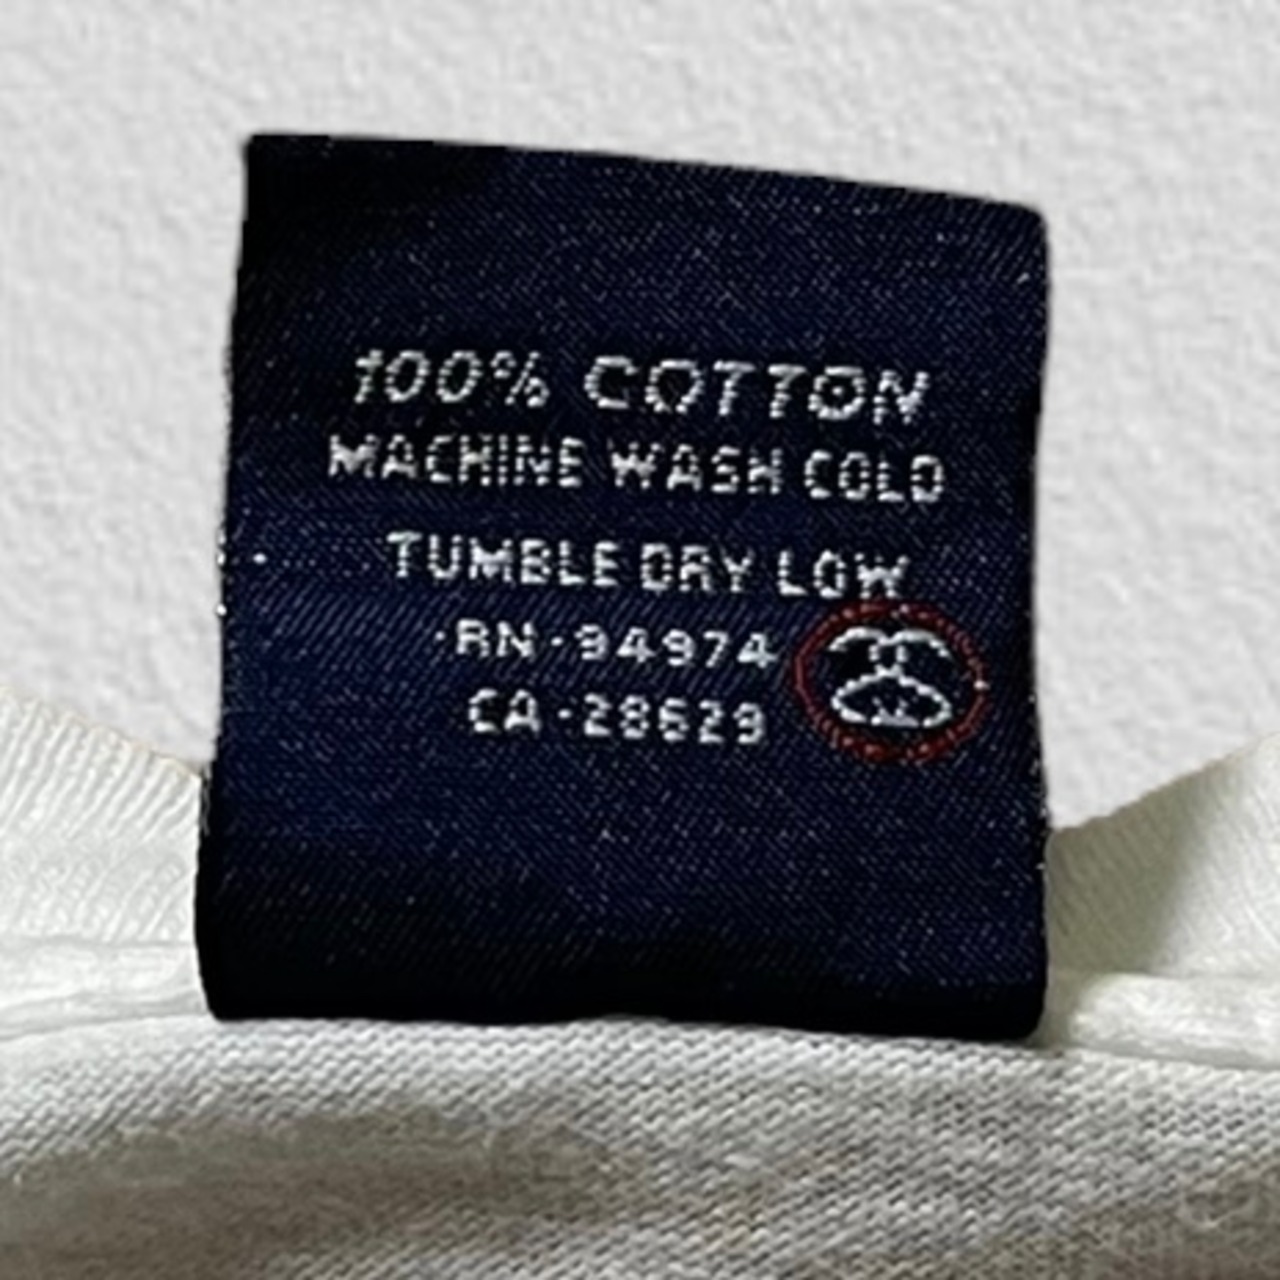 100% COTTON
MACHINE WASH COLD
TUMBLE DRY LOW
·RN·94974
CA·28629